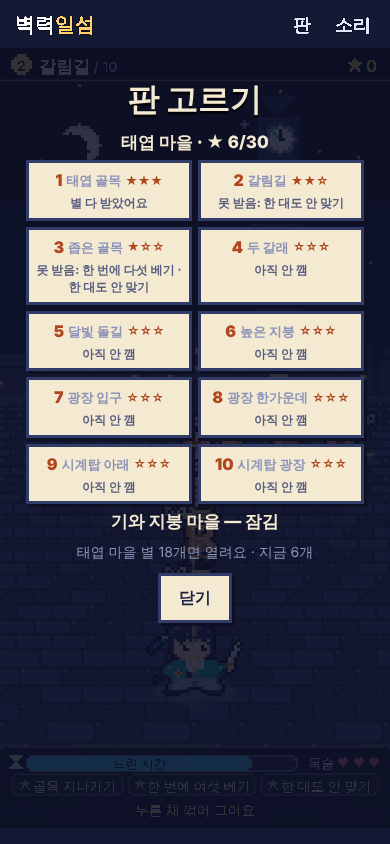 벽력일섬 판 소리
2 갈림길 / 10 ★ 0
판 고르기
태엽 마을 · ★ 6/30
1 태엽 골목 ★★★
별 다 받았어요
2 갈림길 ★★☆
못 받음: 한 대도 안 맞기
3 좁은 골목 ★☆☆
못 받음: 한 번에 다섯 베기 ·
한 대도 안 맞기
4 두 갈래 ☆☆☆
아직 안 깸
5 달빛 돌길 ☆☆☆
아직 안 깸
6 높은 지붕 ☆☆☆
아직 안 깸
7 광장 입구 ☆☆☆
아직 안 깸
8 광장 한가운데 ☆☆☆
아직 안 깸
9 시계탑 아래 ☆☆☆
아직 안 깸
10 시계탑 광장 ☆☆☆
아직 안 깸
기와 지붕 마을 — 잠김
태엽 마을 별 18개면 열려요 · 지금 6개
닫기
느린 시간 목숨 ♥♥♥
★골목 지나가기 ★한 번에 여섯 베기 ★한 대도 안 맞기
누른 채 꺾어 그어요